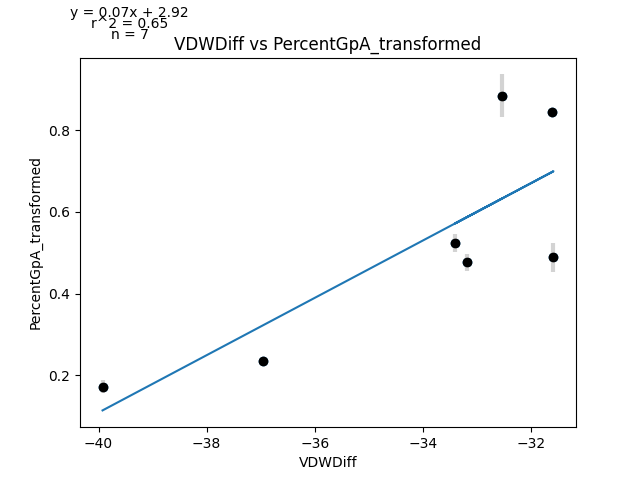 y = 0.07x + 2.92
r^2 = 0.65
n = 7
VDWDiff vs PercentGpA_transformed
PercentGpA_transformed
0.8
0.6
0.4
0.2
−40
−38
−36
−34
−32
VDWDiff